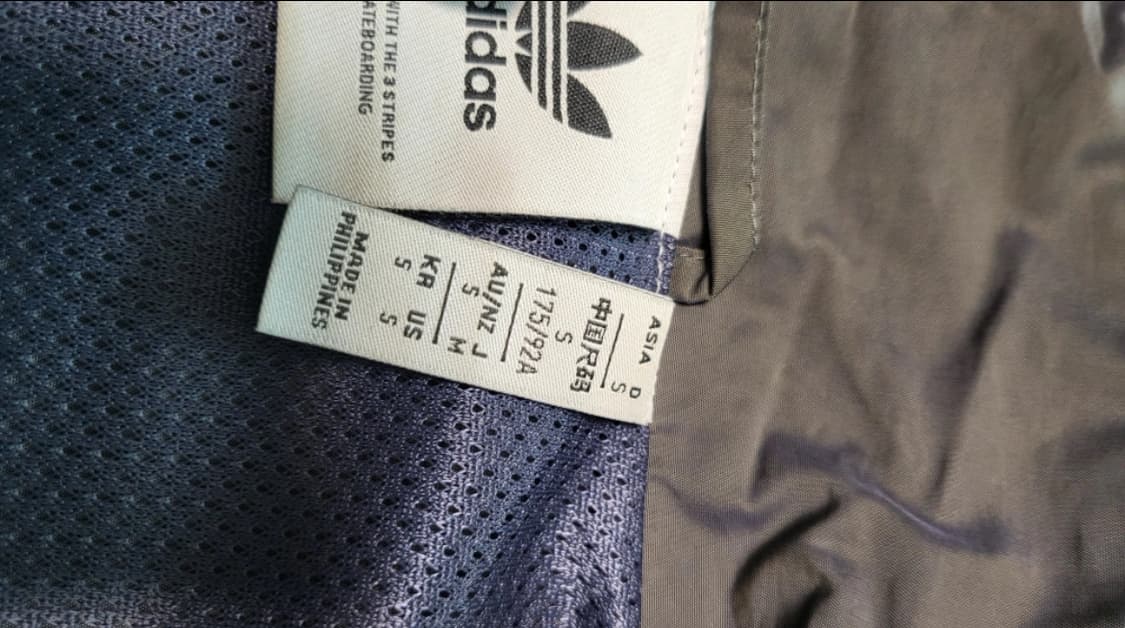 didas
WITH THE 3 STRIPES
ATEBOARDING
ASIA D
S
中国尺码
S
175/92A
AU/NZ J
S M
KR US
S S
MADE IN
PHILIPPINES